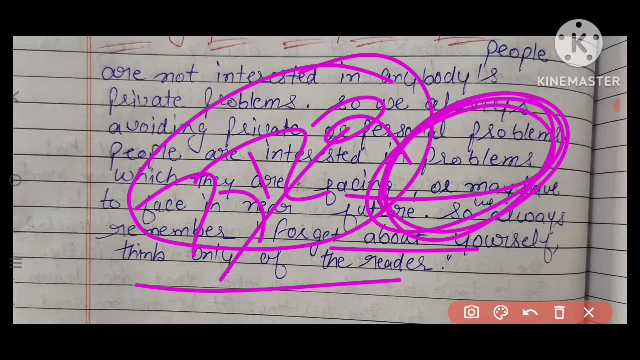 People
KINEMASTER
are not interested in anybody's
private problems. So we always
avoiding private or personal problems
people are interested in problems
which they are facing, or may have
to face in near future. So we always
remember "Forget about yourself,
think only of the reader."